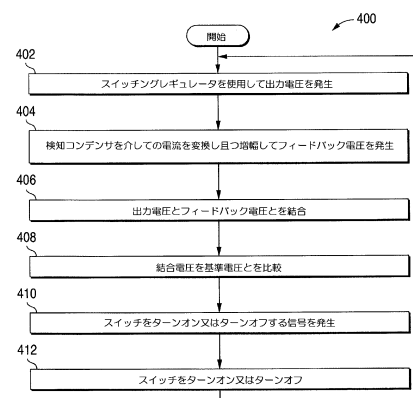 400
開始
402
スイッチングレギュレータを使用して出力電圧を発生
404
検知コンデンサを介しての電流を変換し且つ増幅してフィードバック電圧を発生
406
出力電圧とフィードバック電圧とを結合
408
結合電圧を基準電圧とを比較
410
スイッチをターンオン又はターンオフする信号を発生
412
スイッチをターンオン又はターンオフ